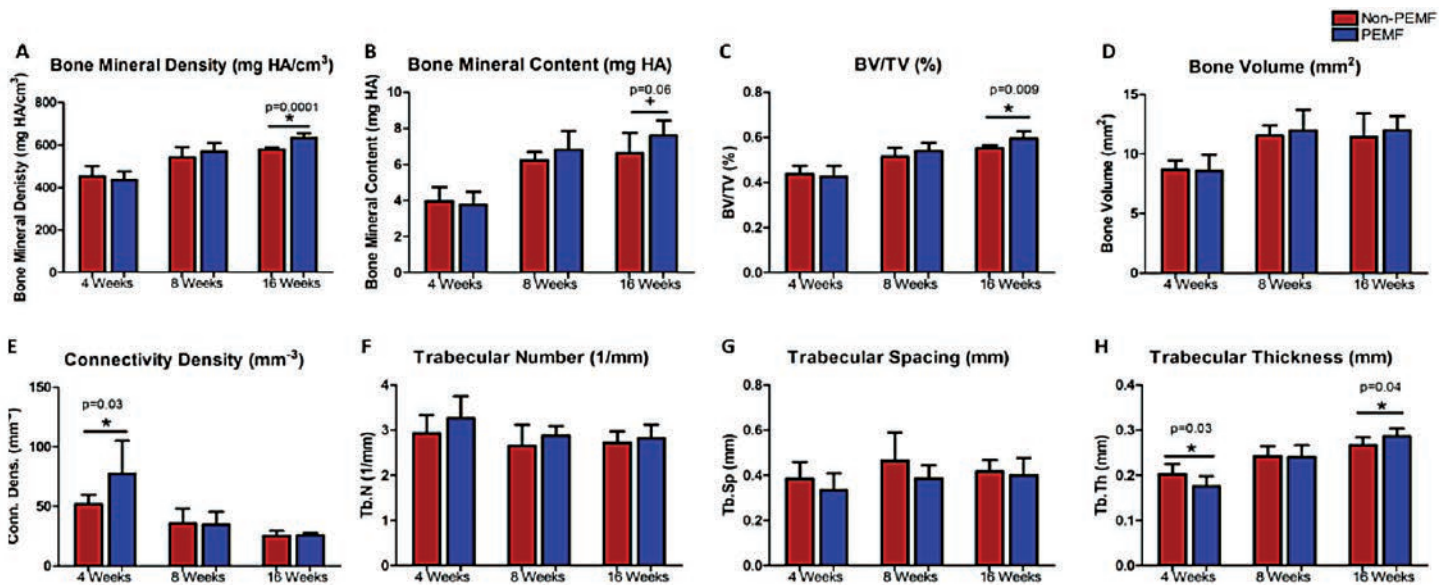 Non-PEMF
PEMF
A
Bone Mineral Density (mg HA/cm³)
Bone Mineral Denisty (mg HA/cm³)
800
600
400
200
0
p=0.0001
*
4 Weeks
8 Weeks
16 Weeks
B
Bone Mineral Content (mg HA)
Bone Mineral Content (mg HA)
10
8
6
4
2
0
p=0.06
+
4 Weeks
8 Weeks
16 Weeks
C
BV/TV (%)
BV/TV (%)
0.8
0.6
0.4
0.2
0.0
p=0.009
*
4 Weeks
8 Weeks
16 Weeks
D
Bone Volume (mm²)
Bone Volume (mm²)
15
10
5
0
4 Weeks
8 Weeks
16 Weeks
E
Connectivity Density (mm⁻³)
Conn. Dens.
150
100
50
0
p=0.03
*
4 Weeks
8 Weeks
16 Weeks
F
Trabecular Number (1/mm)
Tb.N (1/mm)
4
3
2
1
0
4 Weeks
8 Weeks
16 Weeks
G
Trabecular Spacing (mm)
Tb.Sp (mm)
0.8
0.6
0.4
0.2
0.0
4 Weeks
8 Weeks
16 Weeks
H
Trabecular Thickness (mm)
Tb.Th (mm)
0.4
0.3
0.2
0.1
0.0
p=0.03
*
p=0.04
*
4 Weeks
8 Weeks
16 Weeks